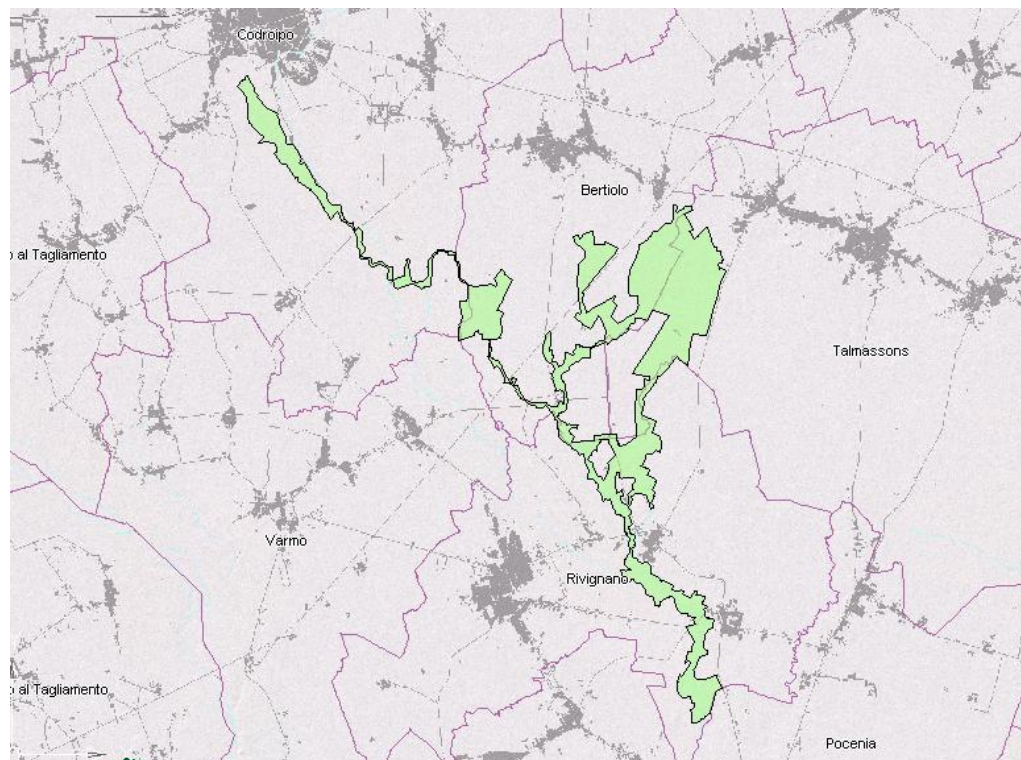 Codroipo
Bertiolo
o al Tagliamento
Talmassons
Varmo
Rivignano
o al Tagliamento
Pocenia